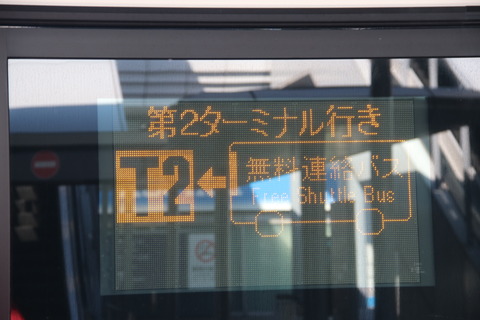 第2ターミナル行き
T2
無料連絡バス
Free Shuttle Bus